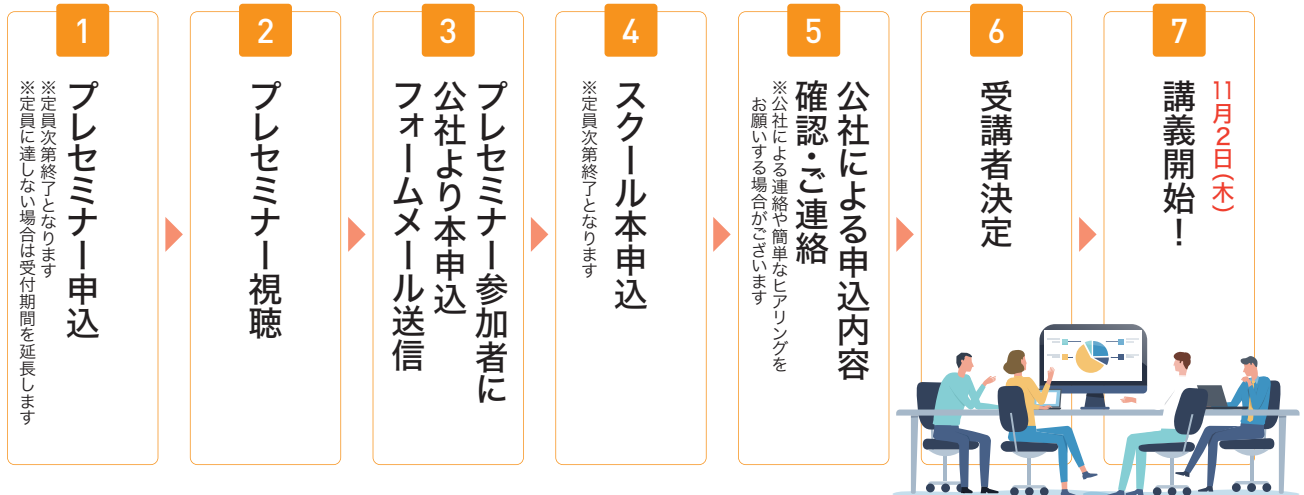 1
プレセミナー申込
※定員次第終了となります
※定員に達しない場合は受付期間を延長します
2
プレセミナー視聴
3
プレセミナー参加者に
公社より本申込
フォームメール送信
4
スクール本申込
※定員次第終了となります
5
公社による申込内容
確認・ご連絡
※公社による連絡や簡単なヒアリングを
お願いする場合がございます
6
受講者決定
7
11月2日(木)
講義開始!